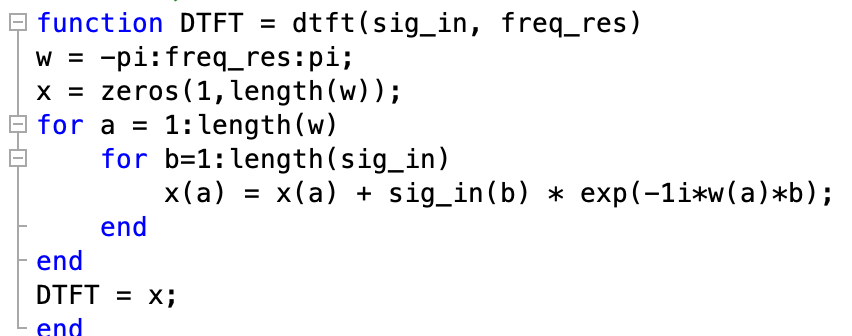 function DTFT = dtft(sig_in, freq_res)
w = -pi:freq_res:pi;
x = zeros(1,length(w));
for a = 1:length(w)
    for b=1:length(sig_in)
        x(a) = x(a) + sig_in(b) * exp(-1i*w(a)*b);
    end
end
DTFT = x;
end